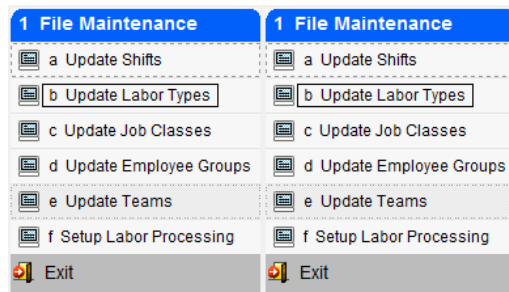 1 File Maintenance
a Update Shifts
b Update Labor Types
c Update Job Classes
d Update Employee Groups
e Update Teams
f Setup Labor Processing
Exit
1 File Maintenance
a Update Shifts
b Update Labor Types
c Update Job Classes
d Update Employee Groups
e Update Teams
f Setup Labor Processing
Exit